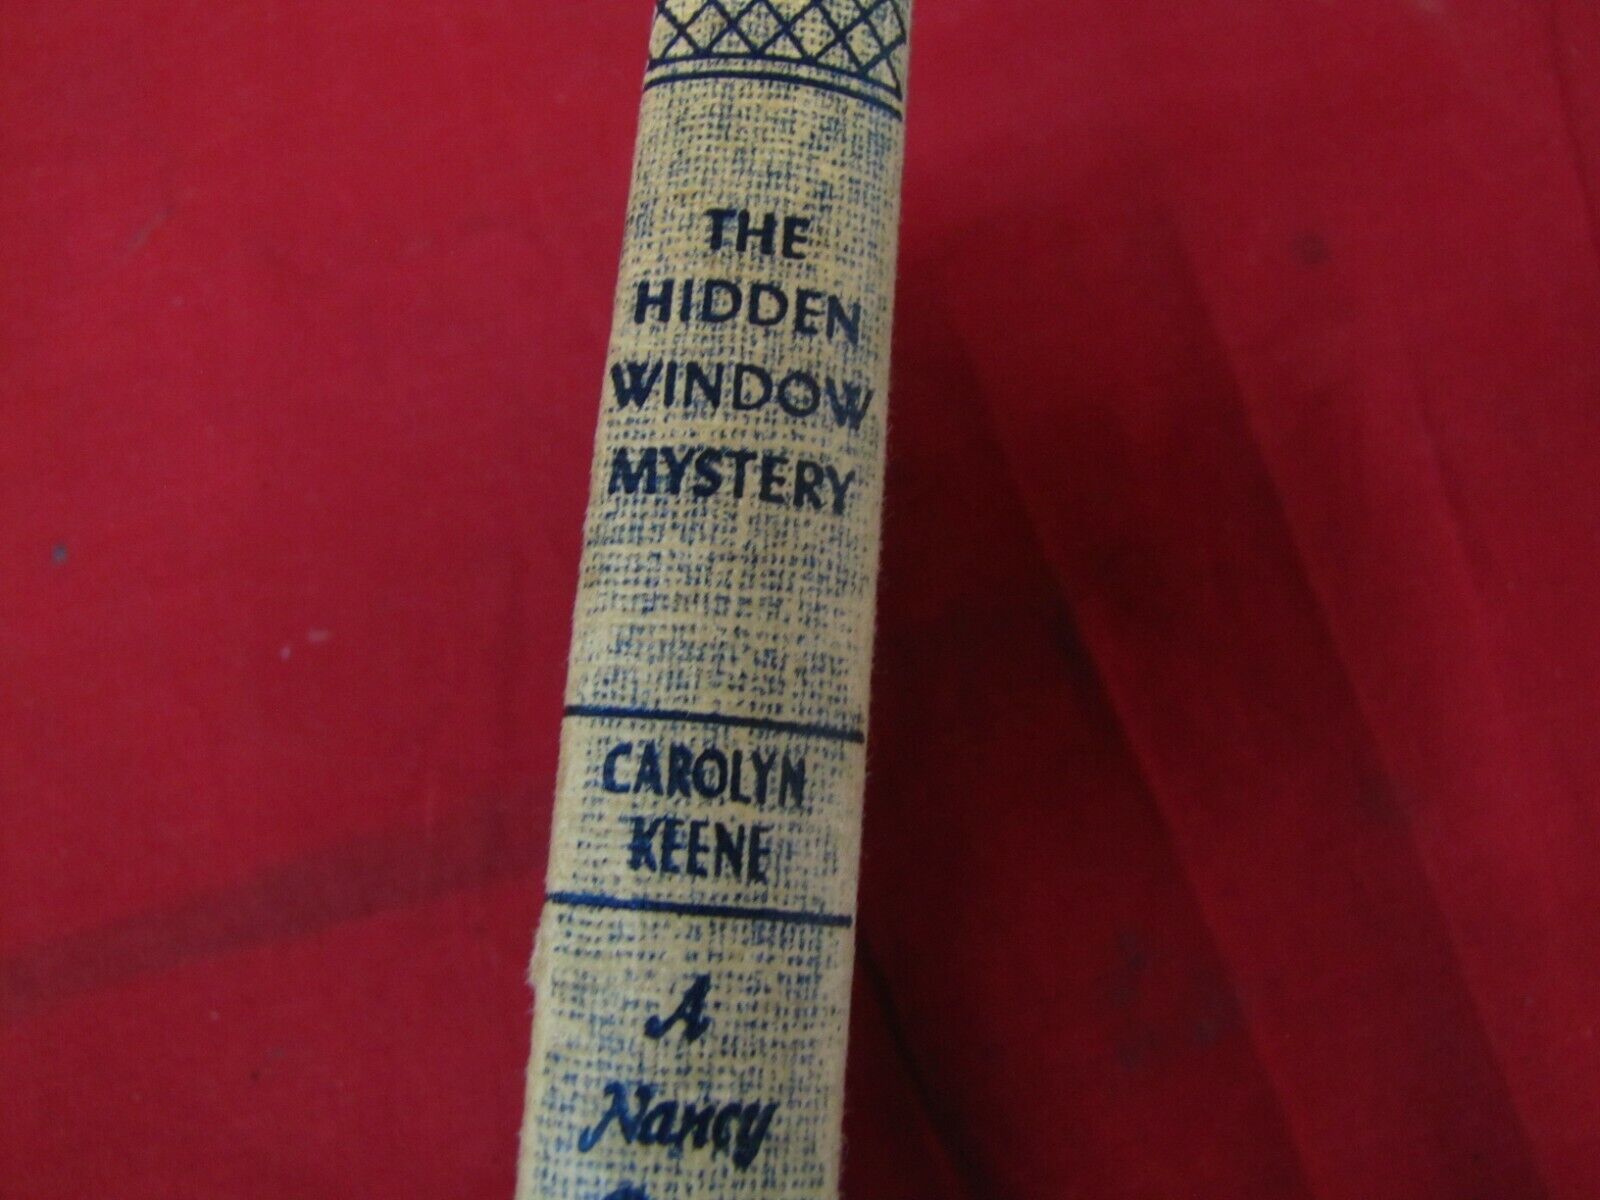 THE
HIDDEN
WINDOW
MYSTERY
CAROLYN
KEENE
A
Nancy